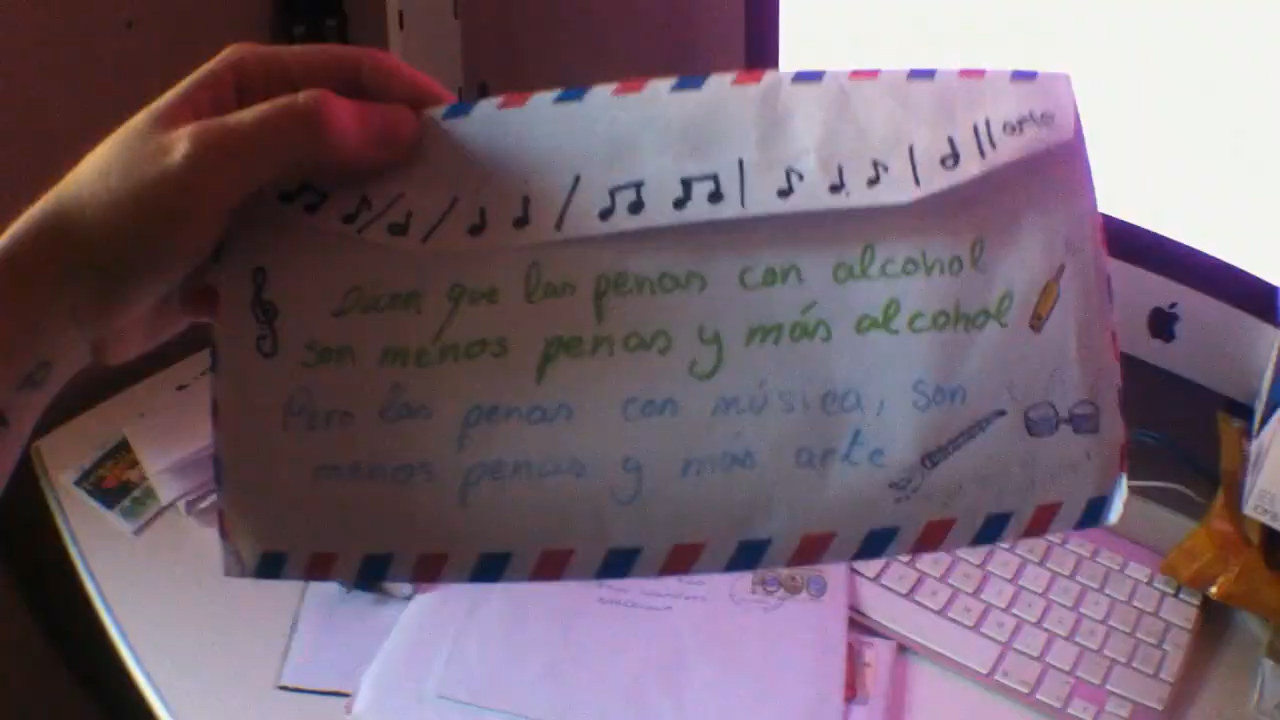 arte
Dicen que las penas con alcohol
son menos penas y más alcohol
Pero las penas con música, son
menos penas y más arte